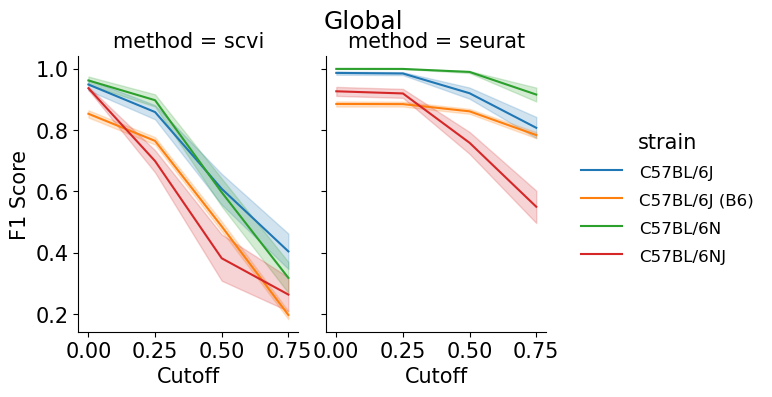 Global
method = scvi
method = seurat
1.0
0.8
0.6
0.4
0.2
F1 Score
0.00 0.25 0.50 0.75
Cutoff
0.00 0.25 0.50 0.75
Cutoff
strain
C57BL/6J
C57BL/6J (B6)
C57BL/6N
C57BL/6NJ